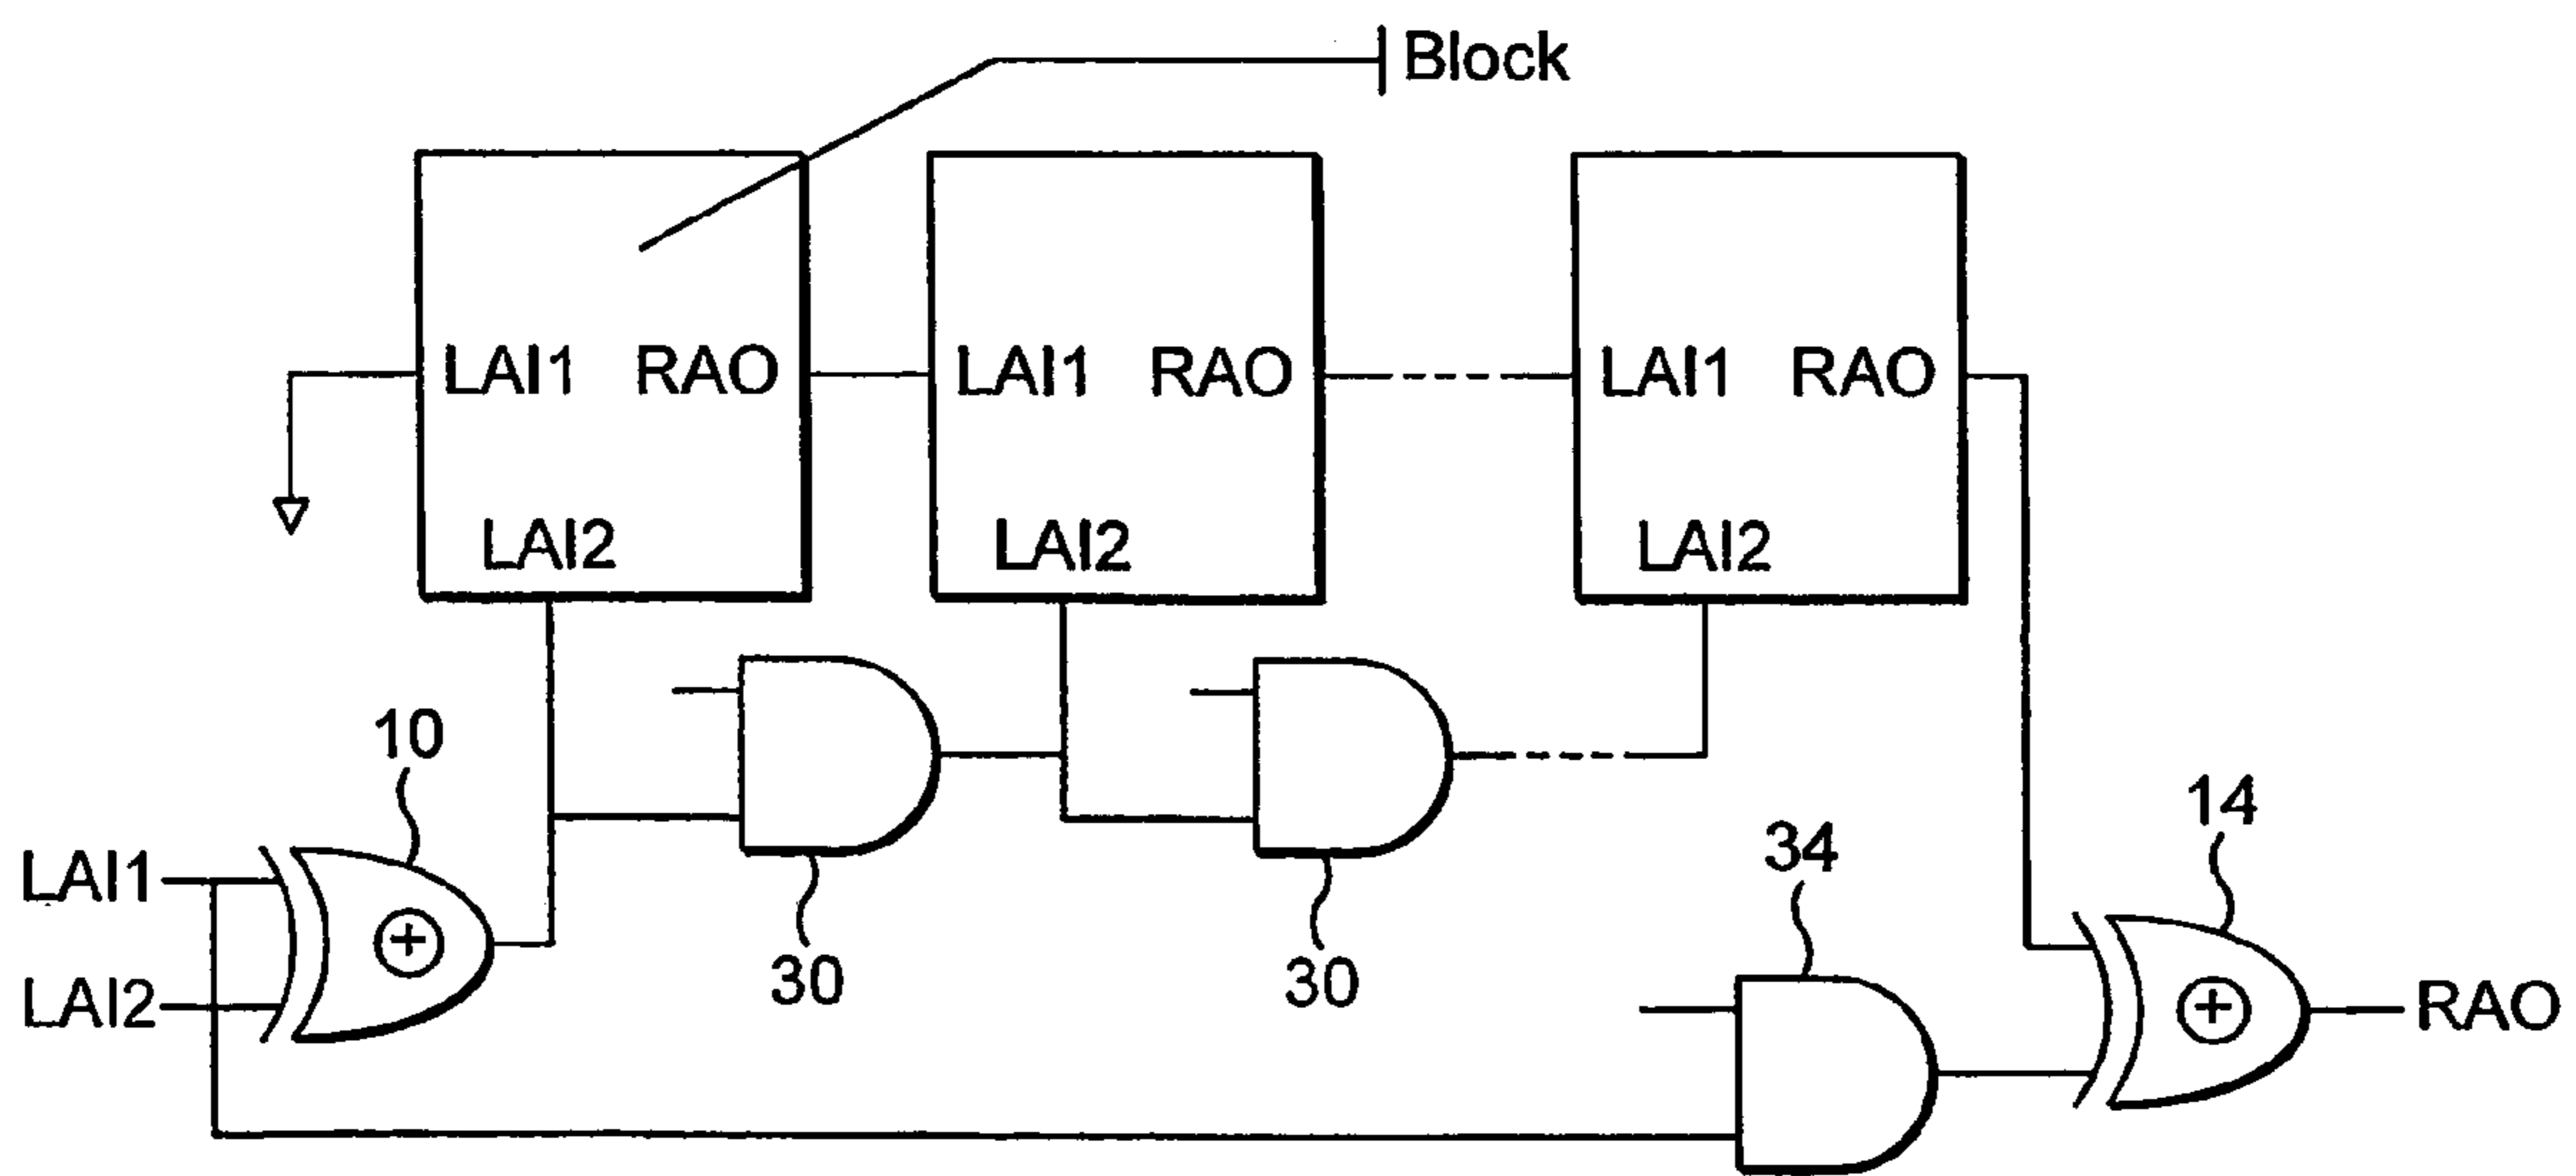 Block
LAI1 RAO LAI1 RAO LAI1 RAO
LAI2 LAI2 LAI2
10
14
34
LAI1
30 30
LAI2
RAO